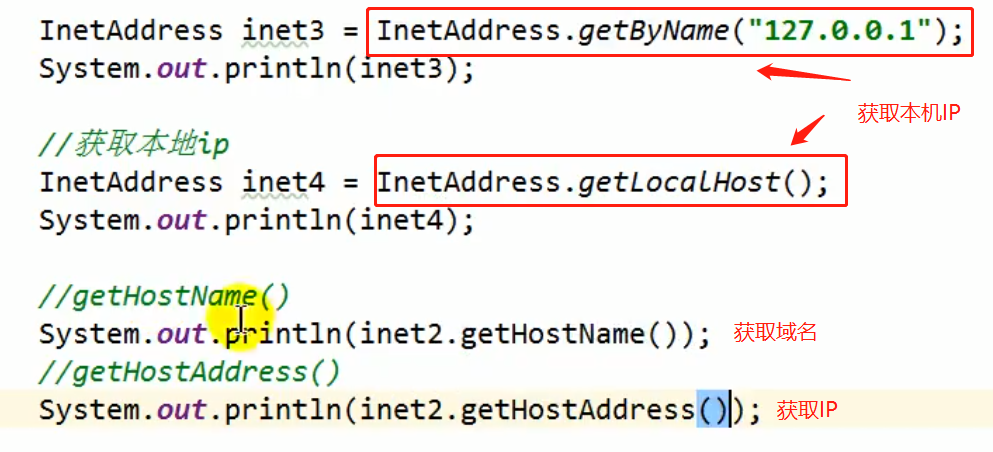 InetAddress inet3 = InetAddress.getByName("127.0.0.1");
System.out.println(inet3);
获取本机IP
//获取本地ip
InetAddress inet4 = InetAddress.getLocalHost();
System.out.println(inet4);
//getHostName()
System.out.println(inet2.getHostName()); 获取域名
//getHostAddress()
System.out.println(inet2.getHostAddress()); 获取IP